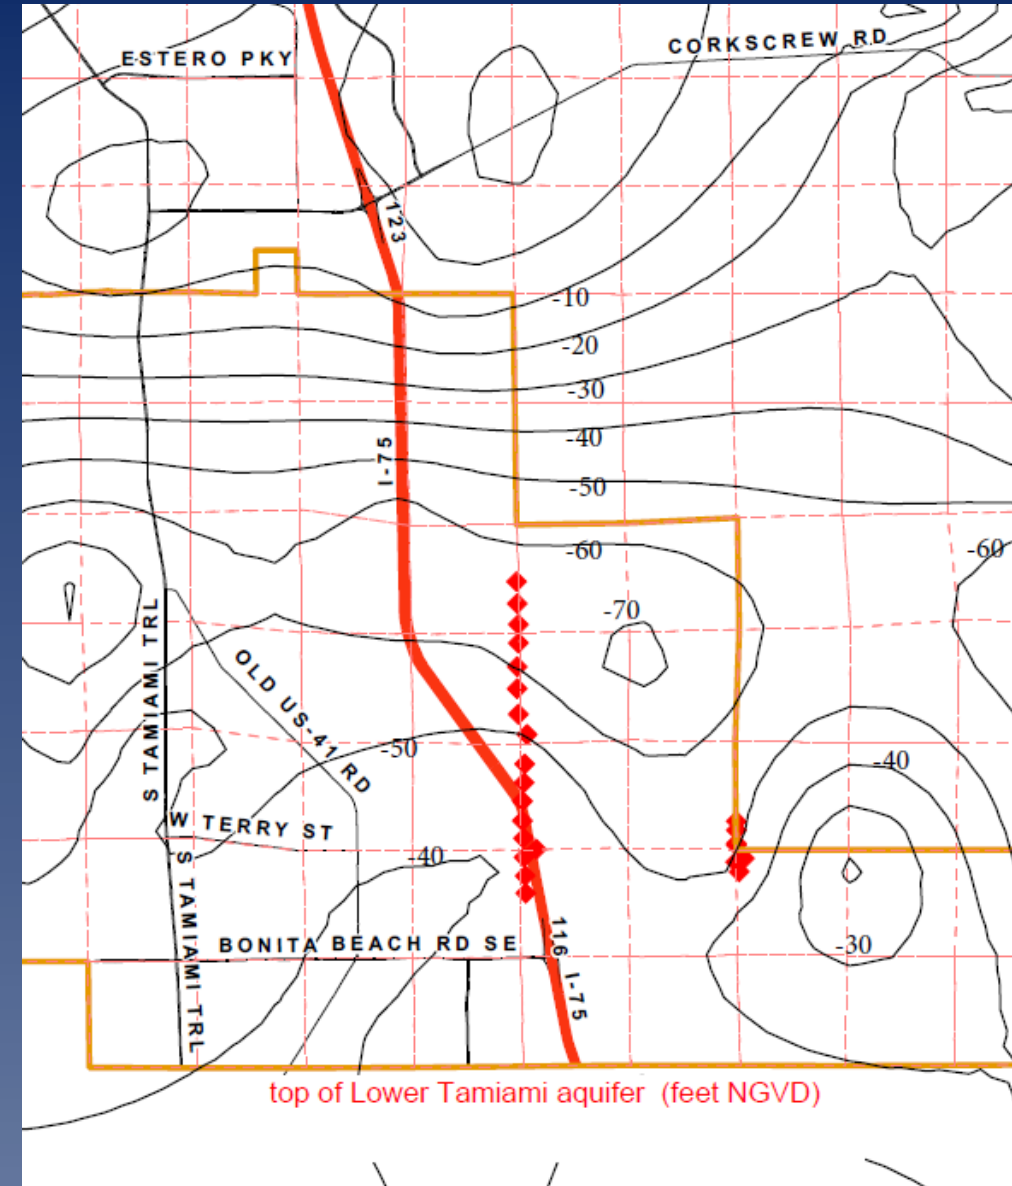 CORKSCREW RD
ESTERO PKY
123
-10
-20
-30
-40
I-75
-50
-60
-60
-70
S TAMIAMI TRL
OLD US-41 RD
-50
-40
W TERRY ST
-40
S TAMIAMI TRL
BONITA BEACH RD SE
116
I-75
-30
top of Lower Tamiami aquifer (feet NGVD)